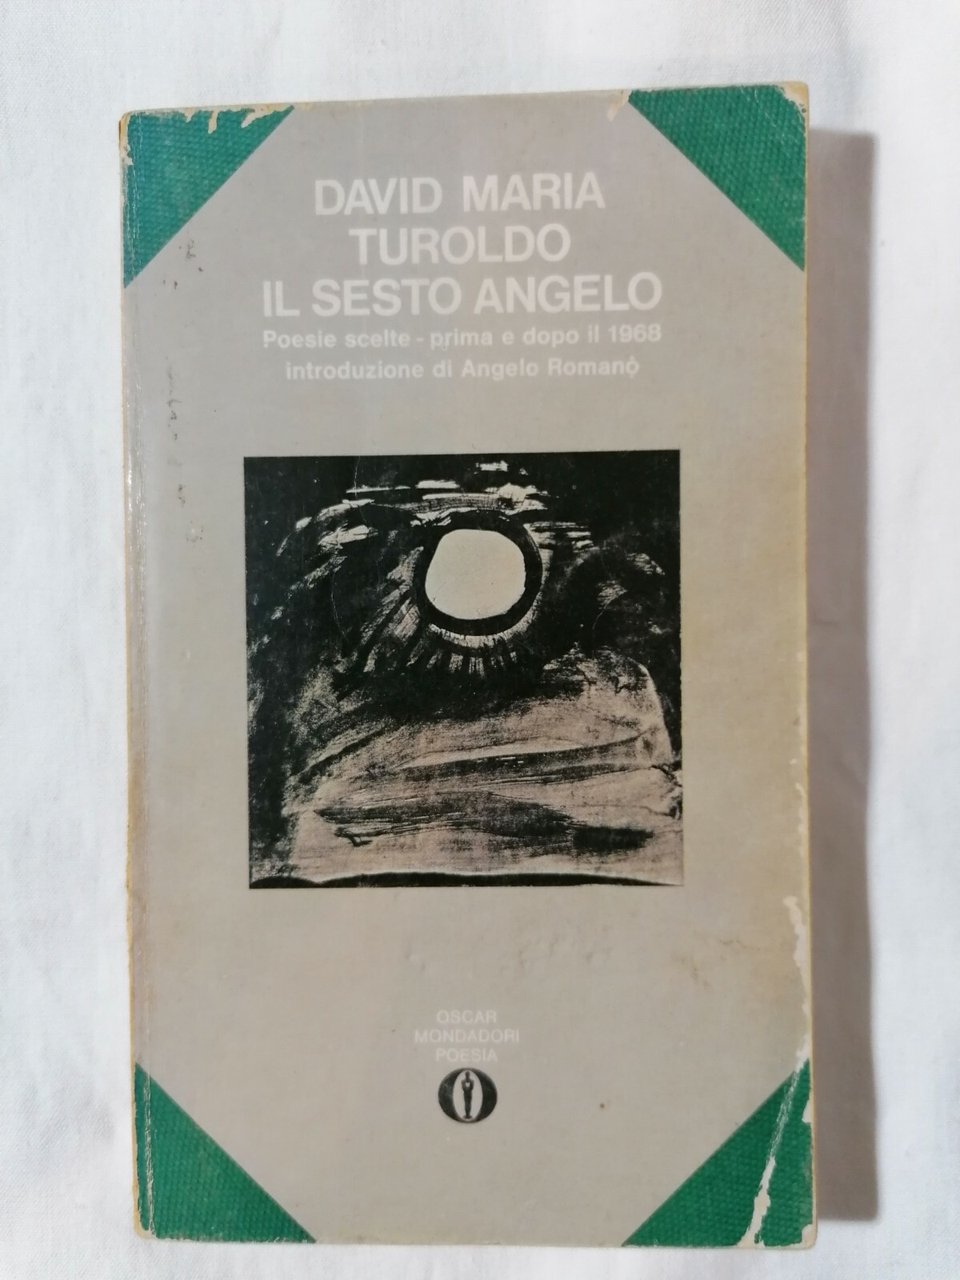 DAVID MARIA
TUROLDO
IL SESTO ANGELO
Poesie scelte - prima e dopo il 1968
introduzione di Angelo Romanò
OSCAR
MONDADORI
POESIA